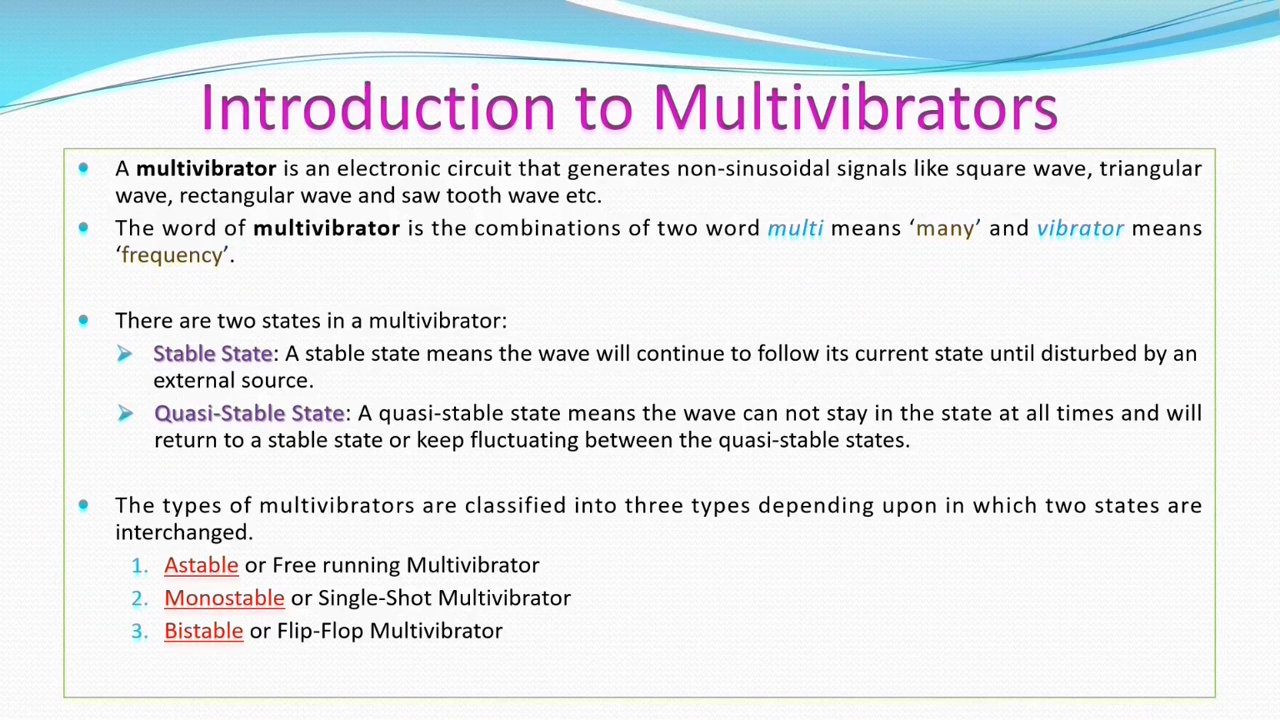 Introduction to Multivibrators
• A multivibrator is an electronic circuit that generates non-sinusoidal signals like square wave, triangular
wave, rectangular wave and saw tooth wave etc.
• The word of multivibrator is the combinations of two word multi means ‘many’ and vibrator means
‘frequency’.
• There are two states in a multivibrator:
➢ Stable State: A stable state means the wave will continue to follow its current state until disturbed by an
external source.
➢ Quasi-Stable State: A quasi-stable state means the wave can not stay in the state at all times and will
return to a stable state or keep fluctuating between the quasi-stable states.
• The types of multivibrators are classified into three types depending upon in which two states are
interchanged.
1. Astable or Free running Multivibrator
2. Monostable or Single-Shot Multivibrator
3. Bistable or Flip-Flop Multivibrator